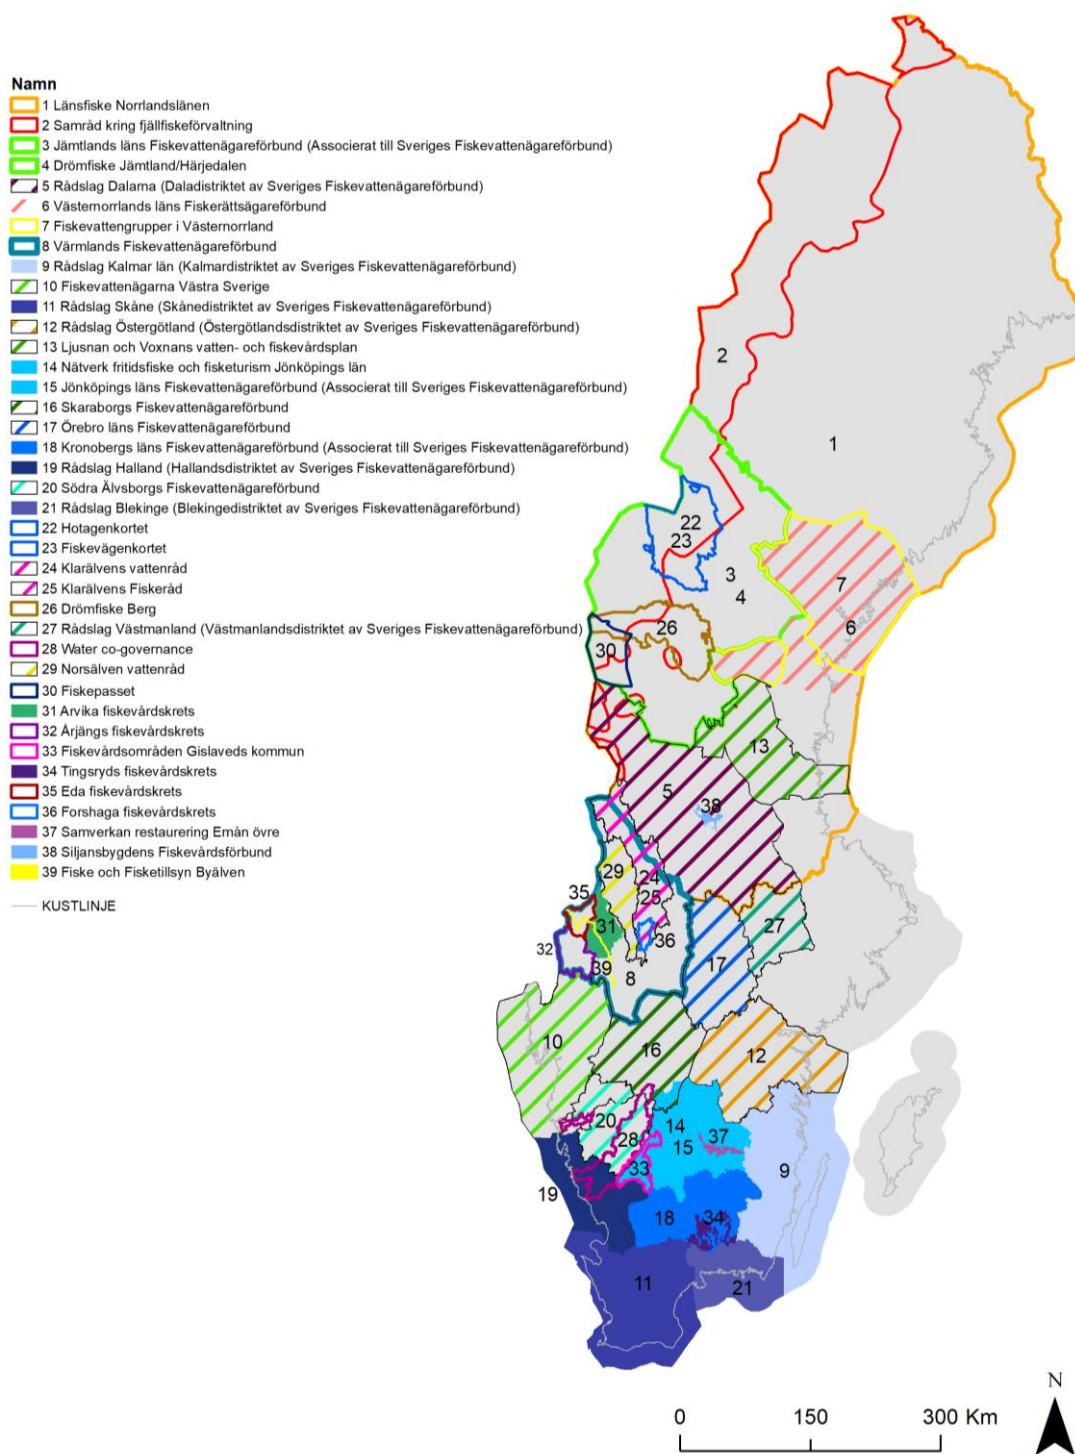 Namn
1 Länsfiske Norrlandslänen
2 Samråd kring fjällfiskeförvaltning
3 Jämtlands läns Fiskevattenägareförbund (Associerat till Sveriges Fiskevattenägareförbund)
4 Drömfiske Jämtland/Härjedalen
5 Rådslag Dalarna (Daladistriktet av Sveriges Fiskevattenägareförbund)
6 Västernorrlands läns Fiskerättsägareförbund
7 Fiskevattengrupper i Västernorrland
8 Värmlands Fiskevattenägareförbund
9 Rådslag Kalmar län (Kalmardistriktet av Sveriges Fiskevattenägareförbund)
10 Fiskevattenägarna Västra Sverige
11 Rådslag Skåne (Skånedistriktet av Sveriges Fiskevattenägareförbund)
12 Rådslag Östergötland (Östergötlandsdistriktet av Sveriges Fiskevattenägareförbund)
13 Ljusnan och Voxnans vatten- och fiskevårdsplan
14 Nätverk fritidsfiske och fisketurism Jönköpings län
15 Jönköpings läns Fiskevattenägareförbund (Associerat till Sveriges Fiskevattenägareförbund)
16 Skaraborgs Fiskevattenägareförbund
17 Örebro läns Fiskevattenägareförbund
18 Kronobergs läns Fiskevattenägareförbund (Associerat till Sveriges Fiskevattenägareförbund)
19 Rådslag Halland (Hallandsdistriktet av Sveriges Fiskevattenägareförbund)
20 Södra Älvsborgs Fiskevattenägareförbund
21 Rådslag Blekinge (Blekingedistriktet av Sveriges Fiskevattenägareförbund)
22 Hotagenkortet
23 Fiskevägenkortet
24 Klarälvens vattenråd
25 Klarälvens Fiskeråd
26 Drömfiske Berg
27 Rådslag Västmanland (Västmanlandsdistriktet av Sveriges Fiskevattenägareförbund)
28 Water co-governance
29 Norsälven vattenråd
30 Fiskepasset
31 Arvika fiskevårdskrets
32 Årjängs fiskevårdskrets
33 Fiskevårdsområden Gislaveds kommun
34 Tingsryds fiskevårdskrets
35 Eda fiskevårdskrets
36 Forshaga fiskevårdskrets
37 Samverkan restaurering Emån övre
38 Siljansbygdens Fiskevårdsförbund
39 Fiske och Fisketillsyn Byälven
KUSTLINJE
2
1
22
23
3
4
7
6
26
30
13
5
38
29
24
25
35
31
36
27
32
39
8
17
10
16
12
20
14
37
28
15
33
9
19
18
34
11
21
N
0 150 300 Km